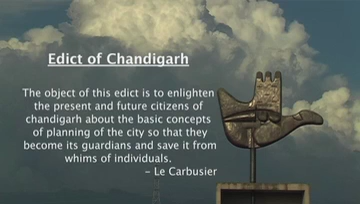 Edict of Chandigarh
The object of this edict is to enlighten
the present and future citizens of
chandigarh about the basic concepts
of planning of the city so that they
become its guardians and save it from
whims of individuals.
– Le Carbusier